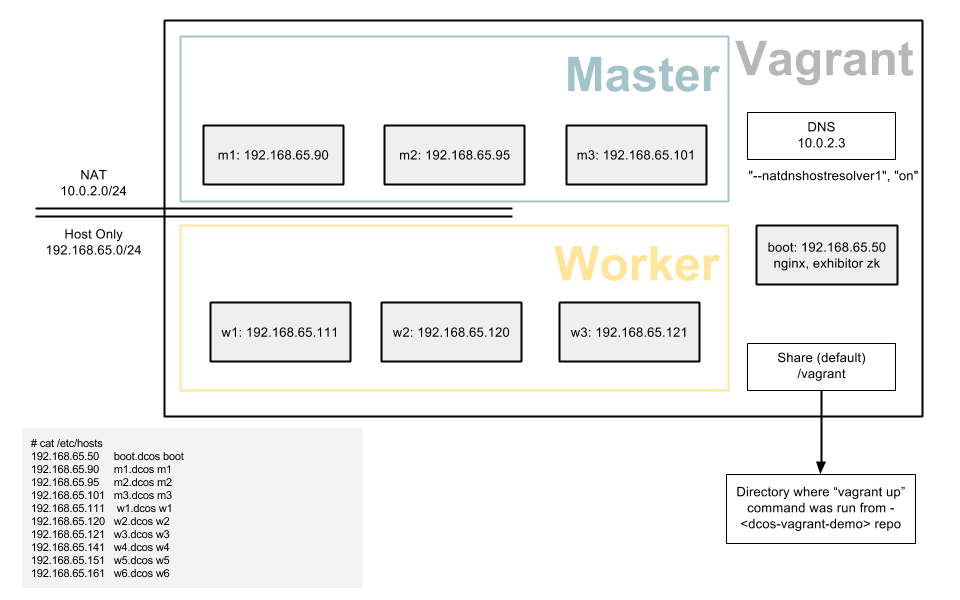 Vagrant
Master
m1: 192.168.65.90
m2: 192.168.65.95
m3: 192.168.65.101
DNS
10.0.2.3
"--natdnshostresolver1", "on"
NAT
10.0.2.0/24
Host Only
192.168.65.0/24
Worker
boot: 192.168.65.50
nginx, exhibitor zk
w1: 192.168.65.111
w2: 192.168.65.120
w3: 192.168.65.121
Share (default)
/vagrant
# cat /etc/hosts
192.168.65.50 boot.dcos boot
192.168.65.90 m1.dcos m1
192.168.65.95 m2.dcos m2
192.168.65.101 m3.dcos m3
192.168.65.111 w1.dcos w1
192.168.65.120 w2.dcos w2
192.168.65.121 w3.dcos w3
192.168.65.141 w4.dcos w4
192.168.65.151 w5.dcos w5
192.168.65.161 w6.dcos w6
Directory where “vagrant up”
command was run from -
<dcos-vagrant-demo> repo